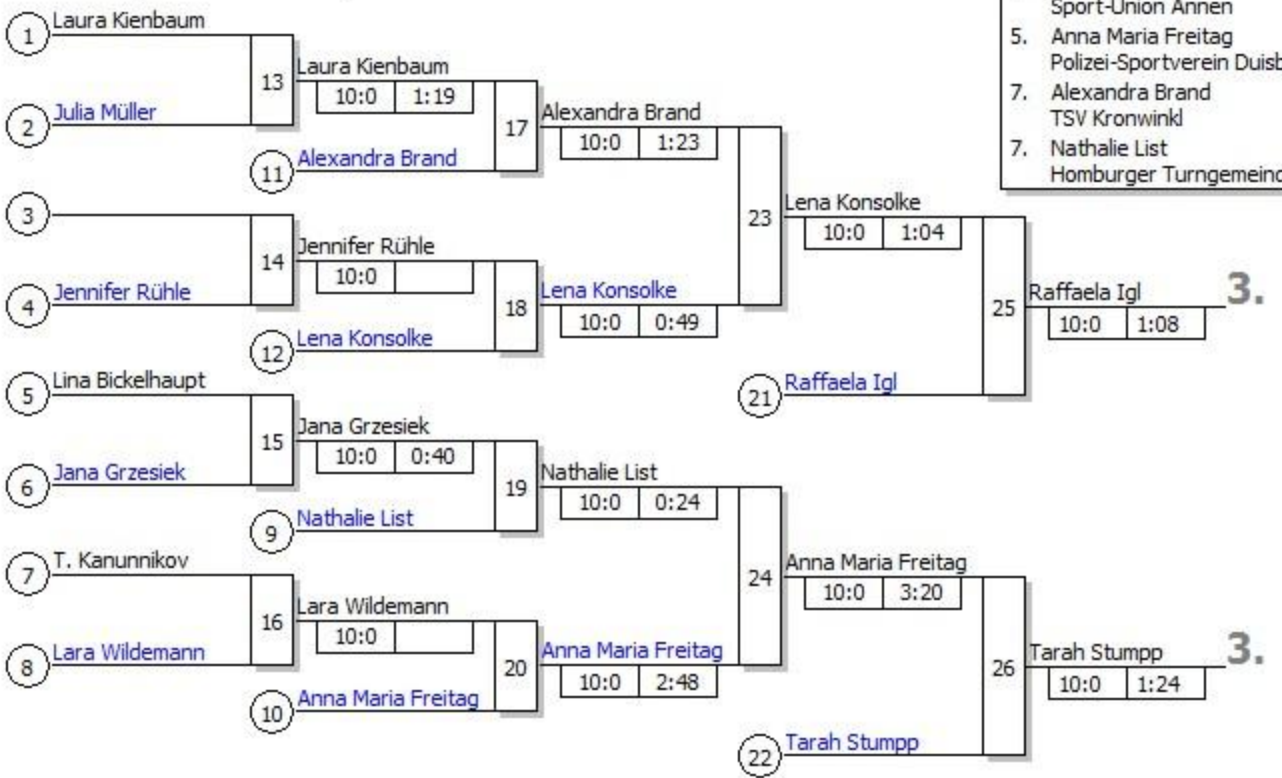 Sport-Union Annen
5. Anna Maria Freitag
Polizei-Sportverein
7. Alexandra Brand
TSV Kronwinkl
7. Nathalie List
Homburger
1 Laura Kienbaum
13
Laura Kienbaum
10:0 1:19
2 Julia Müller
17
Alexandra Brand
10:0 1:23
11 Alexandra Brand
3
14
Jennifer Rühle
10:0
4 Jennifer Rühle
18
Lena Konsolke
10:0 0:49
12 Lena Konsolke
23
Lena Konsolke
10:0 1:04
25
Raffaela Igl
10:0 1:08
3.
21 Raffaela Igl
5 Lina Bickelhaupt
15
Jana Grzesiek
10:0 0:40
6 Jana Grzesiek
19
Nathalie List
10:0 0:24
9 Nathalie List
7 T. Kanunnikov
16
Lara Wildemann
10:0
8 Lara Wildemann
20
Anna Maria Freitag
10:0 2:48
10 Anna Maria Freitag
24
Anna Maria Freitag
10:0 3:20
26
Tarah Stumpp
10:0 1:24
3.
22 Tarah Stumpp